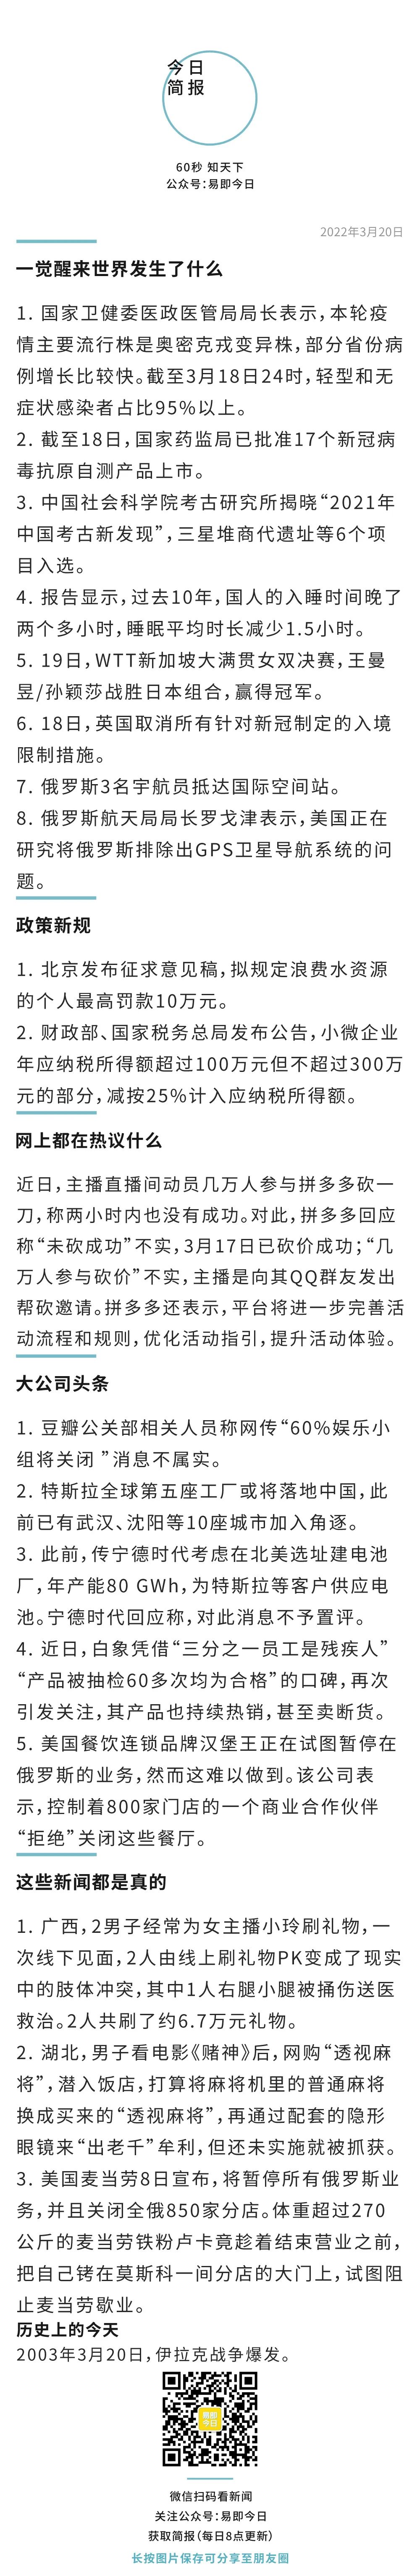 今日
简报
60秒 知天下
公众号:易即今日
2022年3月20日
一觉醒来世界发生了什么
1. 国家卫健委医政医管局局长表示,本轮疫
情主要流行株是奥密克戎变异株,部分省份病
例增长比较快。截至3月18日24时,轻型和无
症状感染者占比95%以上。
2. 截至18日,国家药监局已批准17个新冠病
毒抗原自测产品上市。
3. 中国社会科学院考古研究所揭晓“2021年
中国考古新发现”,三星堆商代遗址等6个项
目入选。
4. 报告显示,过去10年,国人的入睡时间晚了
两个多小时,睡眠平均时长减少1.5小时。
5. 19日,WTT新加坡大满贯女双决赛,王曼
昱/孙颖莎战胜日本组合,赢得冠军。
6. 18日,英国取消所有针对新冠制定的入境
限制措施。
7. 俄罗斯3名宇航员抵达国际空间站。
8. 俄罗斯航天局局长罗戈津表示,美国正在
研究将俄罗斯排除出GPS卫星导航系统的问
题。
政策新规
1. 北京发布征求意见稿,拟规定浪费水资源
的个人最高罚款10万元。
2. 财政部、国家税务总局发布公告,小微企业
年应纳税所得额超过100万元但不超过300万
元的部分,减按25%计入应纳税所得额。
网上都在热议什么
近日,主播直播间动员几万人参与拼多多砍一
刀,称两小时内也没有成功。对此,拼多多回应
称“未砍成功”不实,3月17日已砍价成功;“几
万人参与砍价”不实,主播是向其QQ群友发出
帮砍邀请。拼多多还表示,平台将进一步完善活
动流程和规则,优化活动指引,提升活动体验。
大公司头条
1. 豆瓣公关部相关人员称网传“60%娱乐小
组将关闭 ”消息不属实。
2. 特斯拉全球第五座工厂或将落地中国,此
前已有武汉、沈阳等10座城市加入角逐。
3. 此前,传宁德时代考虑在北美选址建电池
厂,年产能80 GWh,为特斯拉等客户供应电
池。宁德时代回应称,对此消息不予置评。
4. 近日,白象凭借“三分之一员工是残疾人”
“产品被抽检60多次均为合格”的口碑,再次
引发关注,其产品也持续热销,甚至卖断货。
5. 美国餐饮连锁品牌汉堡王正在试图暂停在
俄罗斯的业务,然而这难以做到。该公司表
示,控制着800家门店的一个商业合作伙伴
“拒绝”关闭这些餐厅。
这些新闻都是真的
1. 广西,2男子经常为女主播小玲刷礼物,一
次线下见面,2人由线上刷礼物PK变成了现实
中的肢体冲突,其中1人右腿小腿被捅伤送医
救治。2人共刷了约6.7万元礼物。
2. 湖北,男子看电影《赌神》后,网购“透视麻
将”,潜入饭店,打算将麻将机里的普通麻将
换成买来的“透视麻将”,再通过配套的隐形
眼镜来“出老千”牟利,但还未实施就被抓获。
3. 美国麦当劳8日宣布,将暂停所有俄罗斯业
务,并且关闭全俄850家分店。体重超过270
公斤的麦当劳铁粉卢卡竟趁着结束营业之前,
把自己铐在莫斯科一间分店的大门上,试图阻
止麦当劳歇业。
历史上的今天
2003年3月20日,伊拉克战争爆发。
易即
今日
微信扫码看新闻
关注公众号:易即今日
获取简报(每日8点更新)
长按图片保存可分享至朋友圈